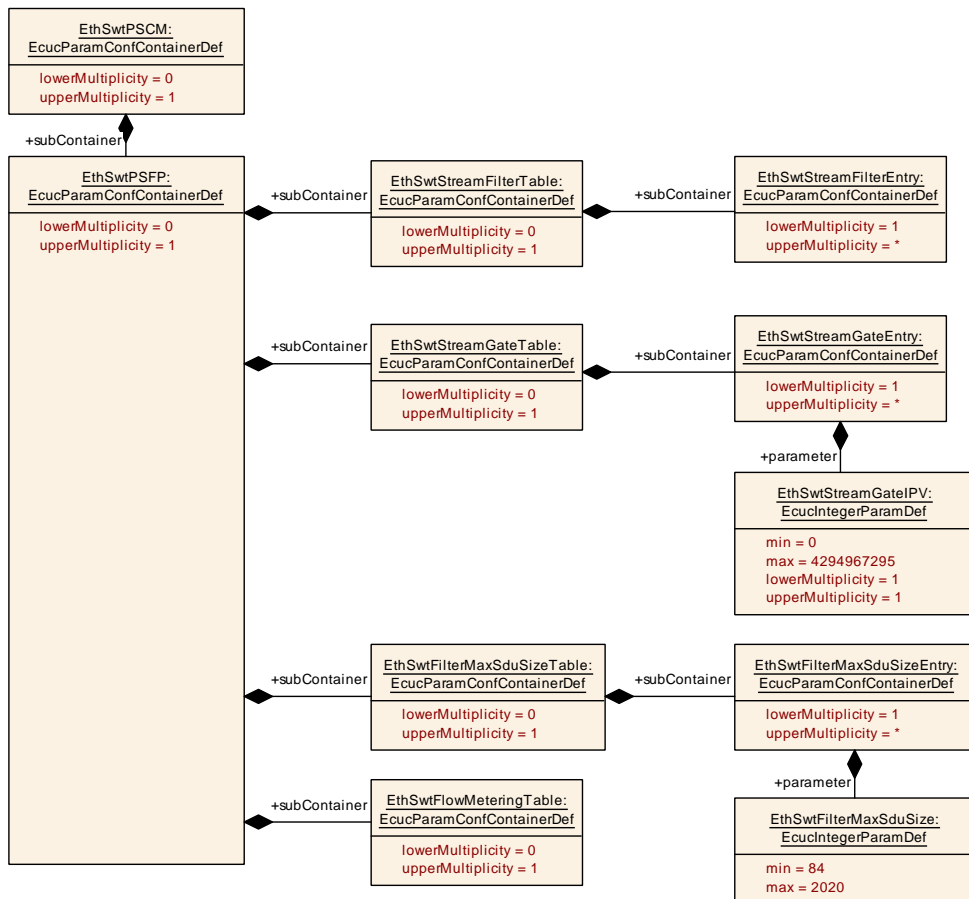 EthSwtPSCM:
EcucParamConfContainerDef
lowerMultiplicity = 0
upperMultiplicity = 1
+subContainer
EthSwtPSFP:
EcucParamConfContainerDef
lowerMultiplicity = 0
upperMultiplicity = 1
+subContainer
EthSwtStreamFilterTable:
EcucParamConfContainerDef
lowerMultiplicity = 0
upperMultiplicity = 1
+subContainer
EthSwtStreamFilterEntry:
EcucParamConfContainerDef
lowerMultiplicity = 1
upperMultiplicity = *
+subContainer
EthSwtStreamGateTable:
EcucParamConfContainerDef
lowerMultiplicity = 0
upperMultiplicity = 1
+subContainer
EthSwtStreamGateEntry:
EcucParamConfContainerDef
lowerMultiplicity = 1
upperMultiplicity = *
+parameter
EthSwtStreamGateIPV:
EcucIntegerParamDef
min = 0
max = 4294967295
lowerMultiplicity = 1
upperMultiplicity = 1
+subContainer
EthSwtFilterMaxSduSizeTable:
EcucParamConfContainerDef
lowerMultiplicity = 0
upperMultiplicity = 1
+subContainer
EthSwtFilterMaxSduSizeEntry:
EcucParamConfContainerDef
lowerMultiplicity = 1
upperMultiplicity = *
+parameter
EthSwtFilterMaxSduSize:
EcucIntegerParamDef
min = 84
max = 2020
+subContainer
EthSwtFlowMeteringTable:
EcucParamConfContainerDef
lowerMultiplicity = 0
upperMultiplicity = 1